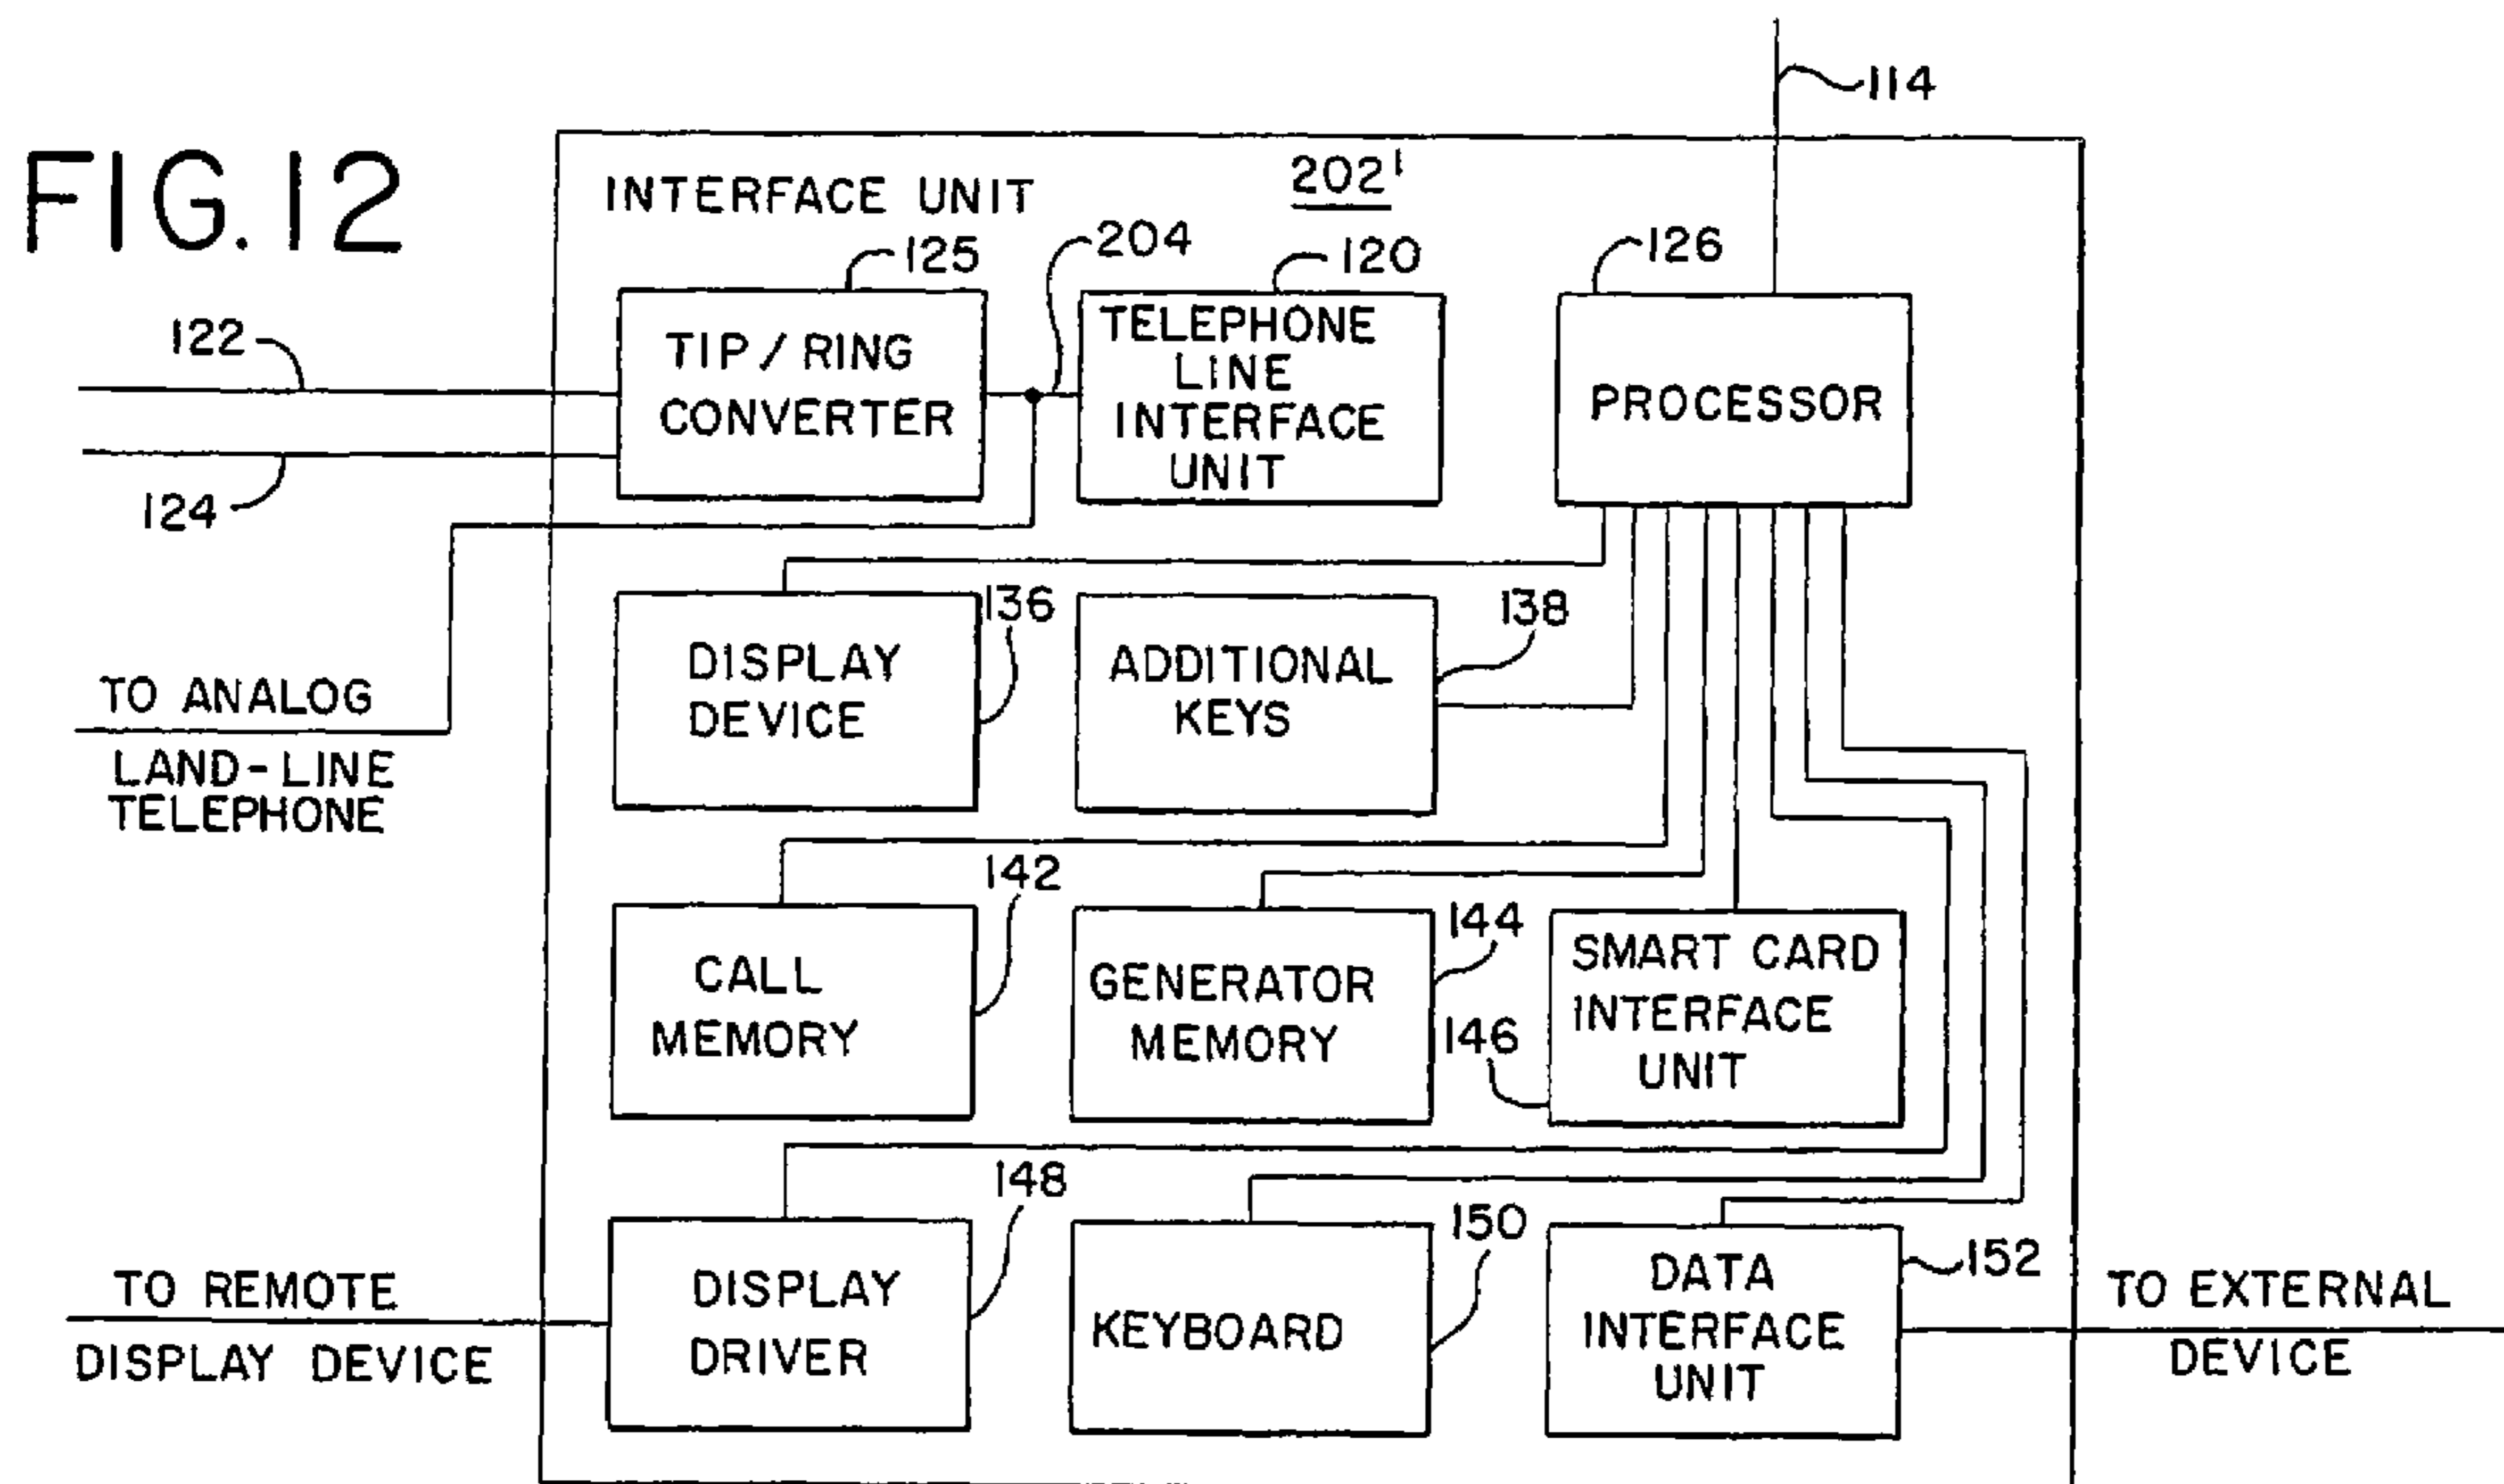 FIG.12
114
INTERFACE UNIT
202'
125
204
120
126
122
124
TIP/RING
CONVERTER
TELEPHONE
LINE
INTERFACE
UNIT
PROCESSOR
TO ANALOG
LAND-LINE
TELEPHONE
136
138
DISPLAY
DEVICE
ADDITIONAL
KEYS
142
144
146
CALL
MEMORY
GENERATOR
MEMORY
SMART CARD
INTERFACE
UNIT
148
150
152
TO REMOTE
DISPLAY DEVICE
DISPLAY
DRIVER
KEYBOARD
DATA
INTERFACE
UNIT
TO EXTERNAL
DEVICE